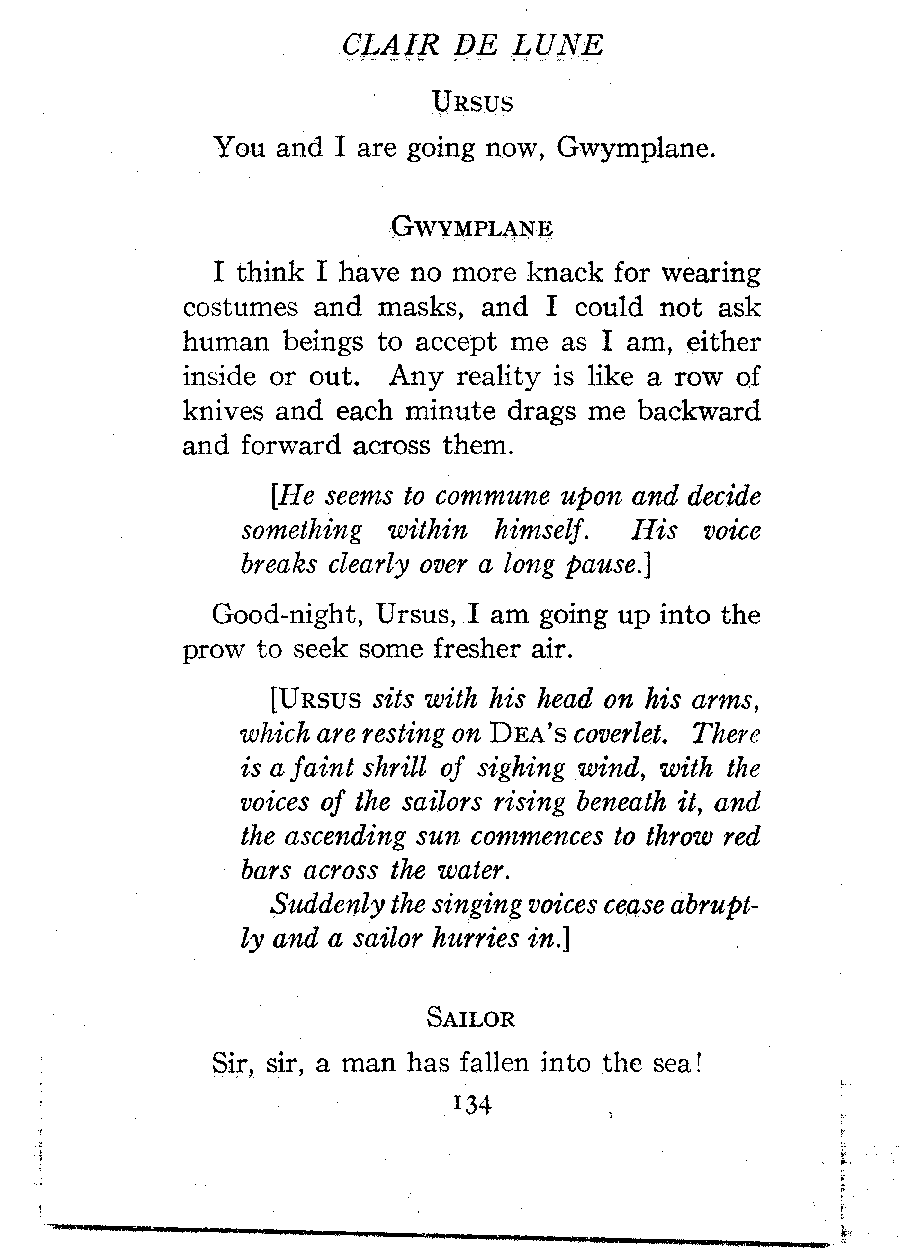 CLAIR DE LUNE
URSUS
You and I are going now, Gwymplane.
GWYMPLANE
I think I have no more knack for wearing
costumes and masks, and I could not ask
human beings to accept me as I am, either
inside or out. Any reality is like a row of
knives and each minute drags me backward
and forward across them.
[He seems to commune upon and decide
something within himself. His voice
breaks clearly over a long pause.]
Good-night, Ursus, I am going up into the
prow to seek some fresher air.
[URSUS sits with his head on his arms,
which are resting on DEA'S coverlet. There
is a faint shrill of sighing wind, with the
voices of the sailors rising beneath it, and
the ascending sun commences to throw red
bars across the water.
Suddenly the singing voices cease abrupt-
ly and a sailor hurries in.]
SAILOR
Sir, sir, a man has fallen into the sea!
134